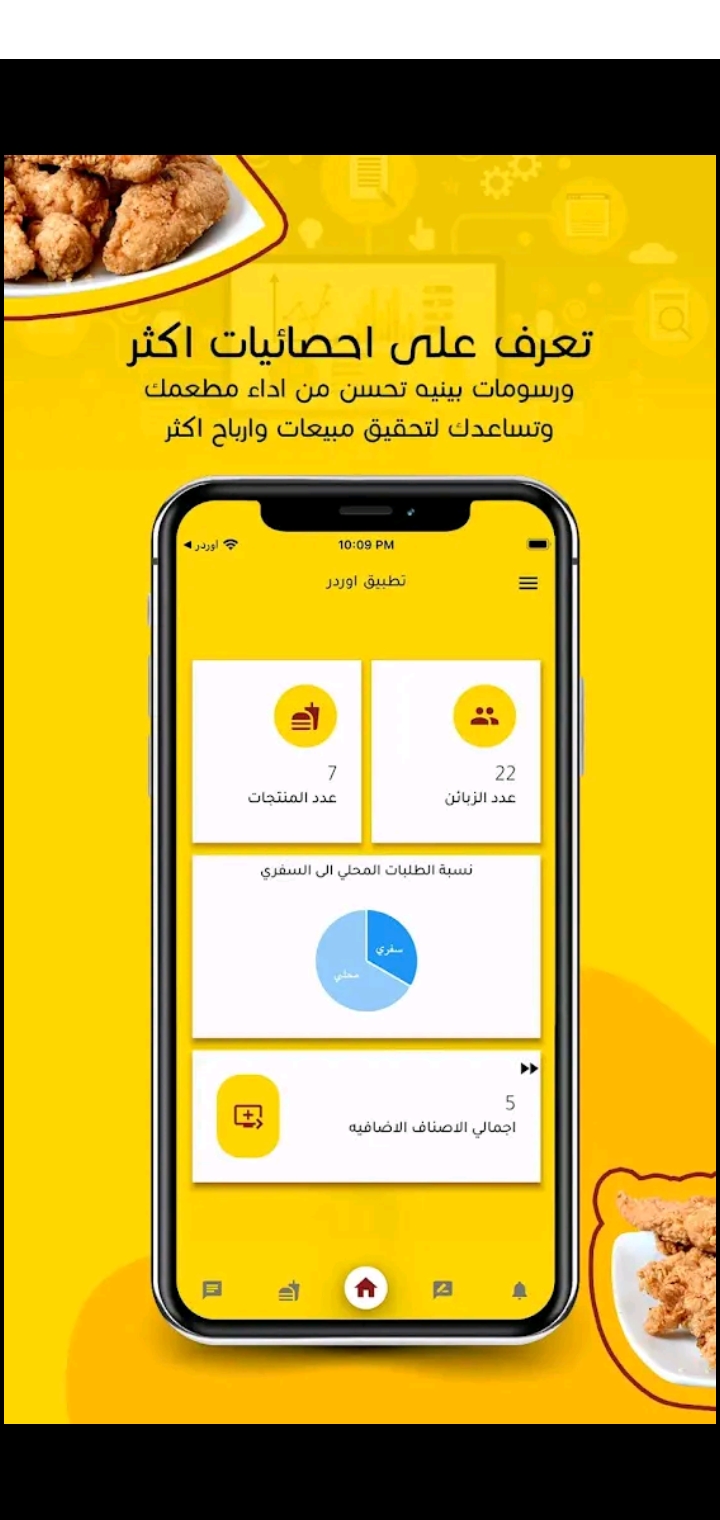 تعرف على احصائيات اكثر
ورسومات بينيه تحسن من اداء مطعمك
وتساعدك لتحقيق مبيعات وارباح اكثر
اوردر
10:09 PM
تطبيق اوردر
22
عدد الزبائن
7
عدد المنتجات
نسبة الطلبات المحلي الى السفري
سفري
محلي
5
اجمالي الاصناف الاضافيه